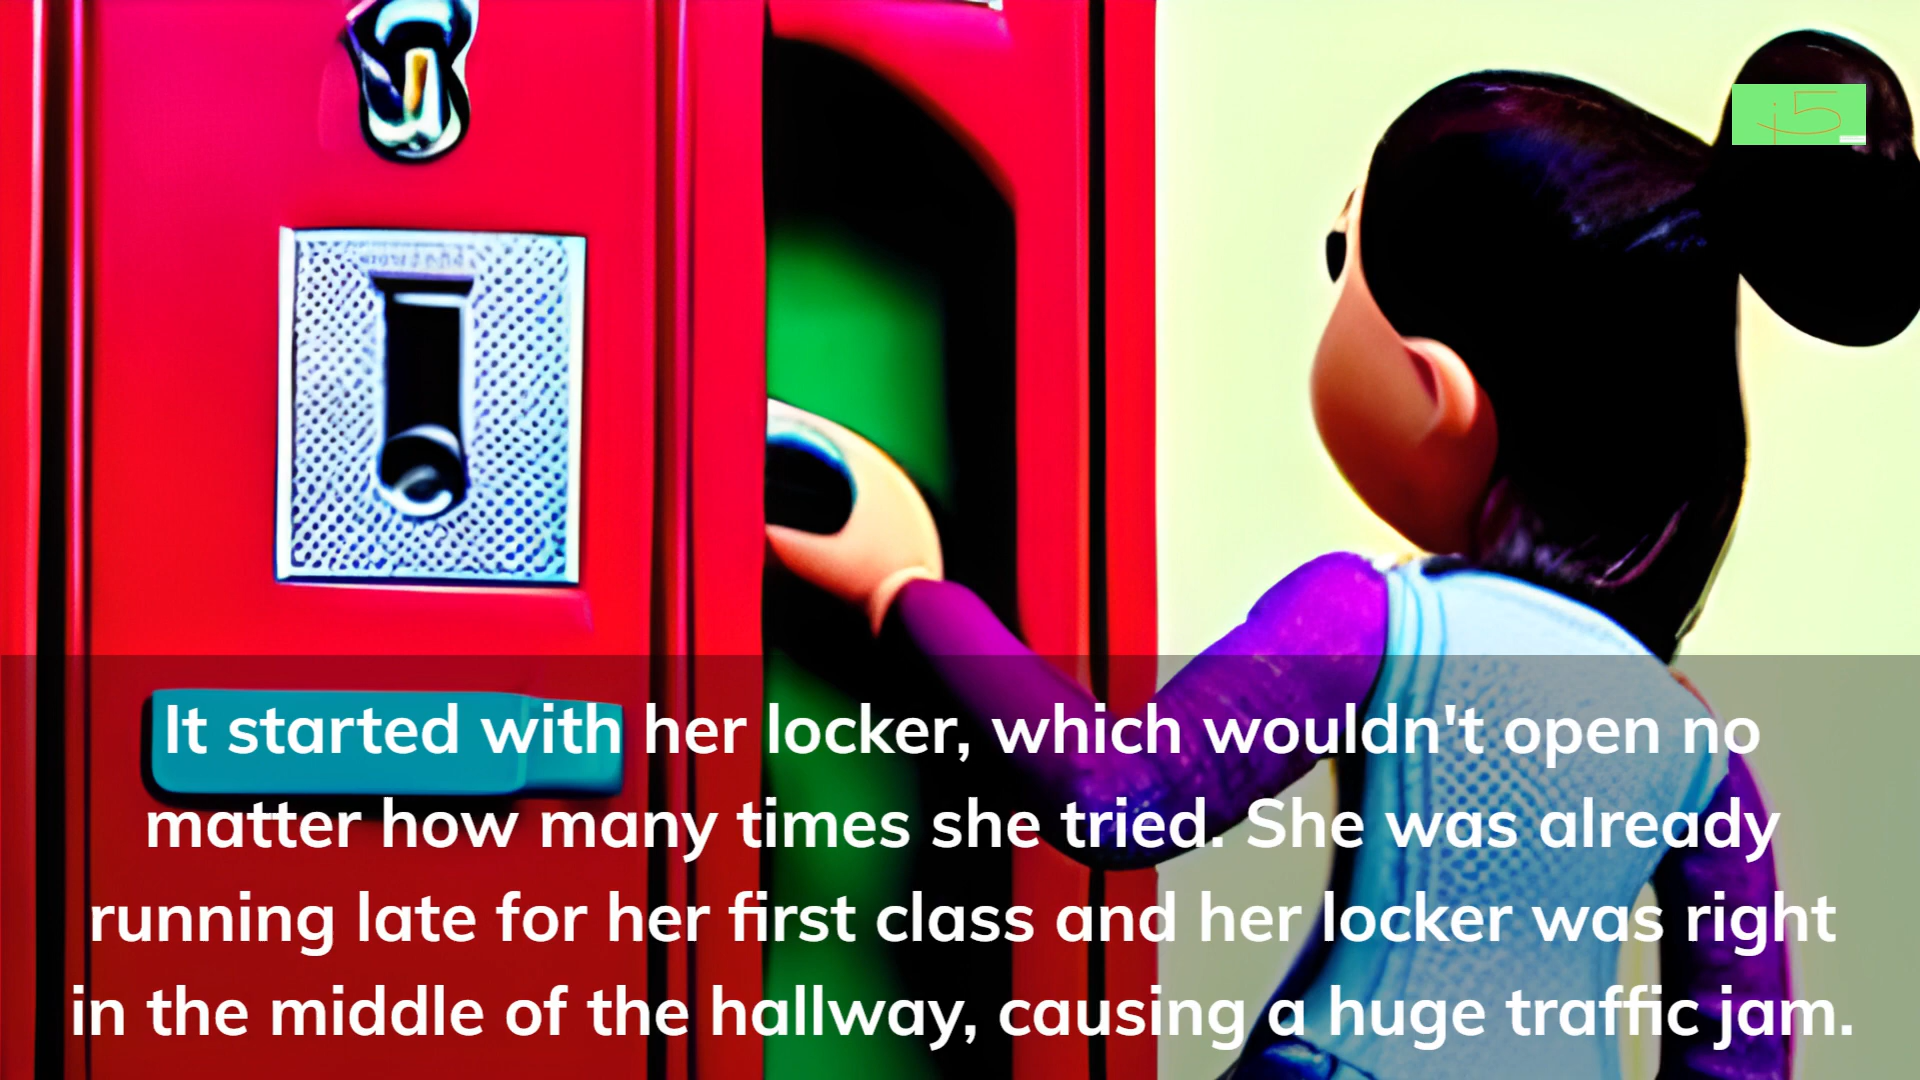 i5
It started with her locker, which wouldn't open no
matter how many times she tried. She was already
running late for her first class and her locker was right
in the middle of the hallway, causing a huge traffic jam.